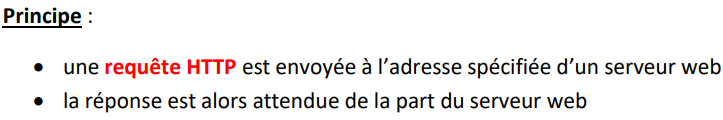 Principe :
• une requête HTTP est envoyée à l’adresse spécifiée d’un serveur web
• la réponse est alors attendue de la part du serveur web